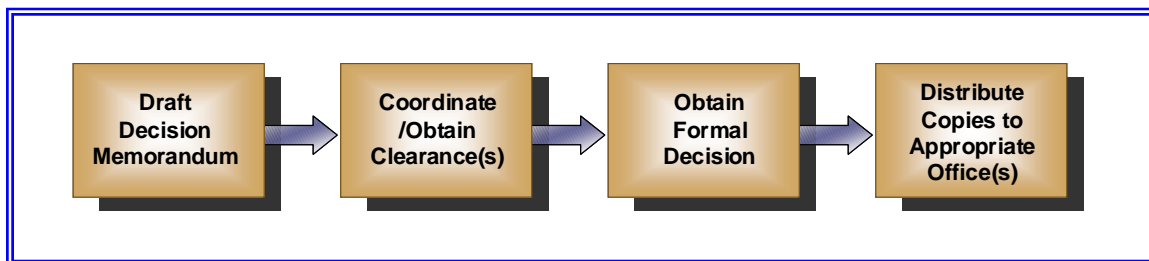 Draft
Decision
Memorandum
Coordinate
/Obtain
Clearance(s)
Obtain
Formal
Decision
Distribute
Copies to
Appropriate
Office(s)